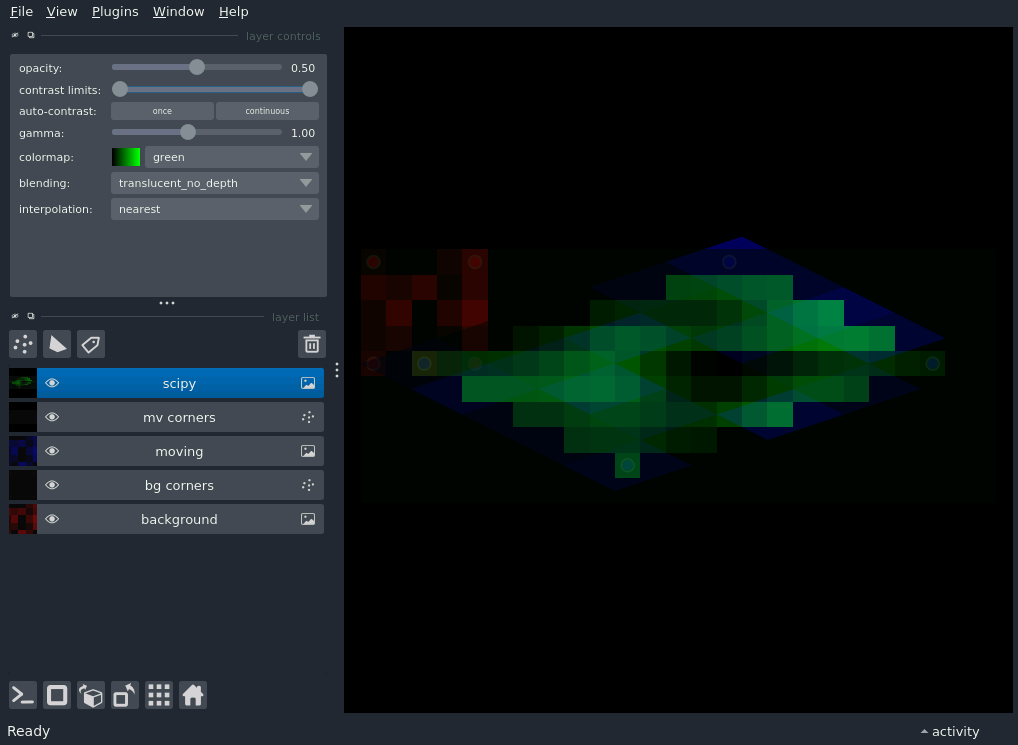 File View Plugins Window Help
layer controls
opacity: 0.50
contrast limits:
auto-contrast: once continuous
gamma: 1.00
colormap: green
blending: translucent_no_depth
interpolation: nearest
layer list
scipy
mv corners
moving
bg corners
background
Ready activity